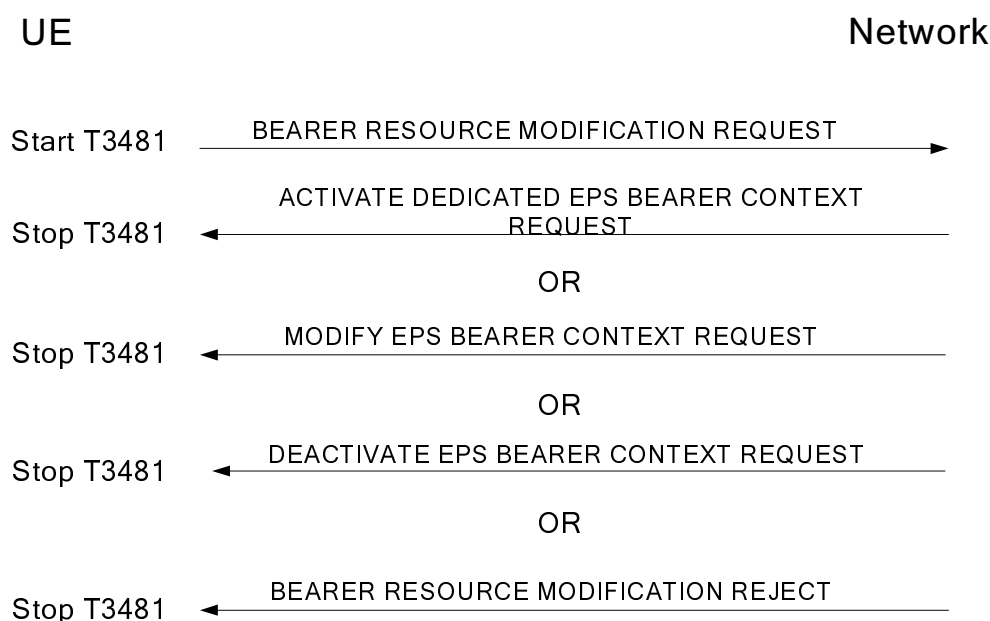 UE
Network
Start T3481
BEARER RESOURCE MODIFICATION REQUEST
ACTIVATE DEDICATED EPS BEARER CONTEXT
REQUEST
Stop T3481
OR
MODIFY EPS BEARER CONTEXT REQUEST
Stop T3481
OR
DEACTIVATE EPS BEARER CONTEXT REQUEST
Stop T3481
OR
BEARER RESOURCE MODIFICATION REJECT
Stop T3481